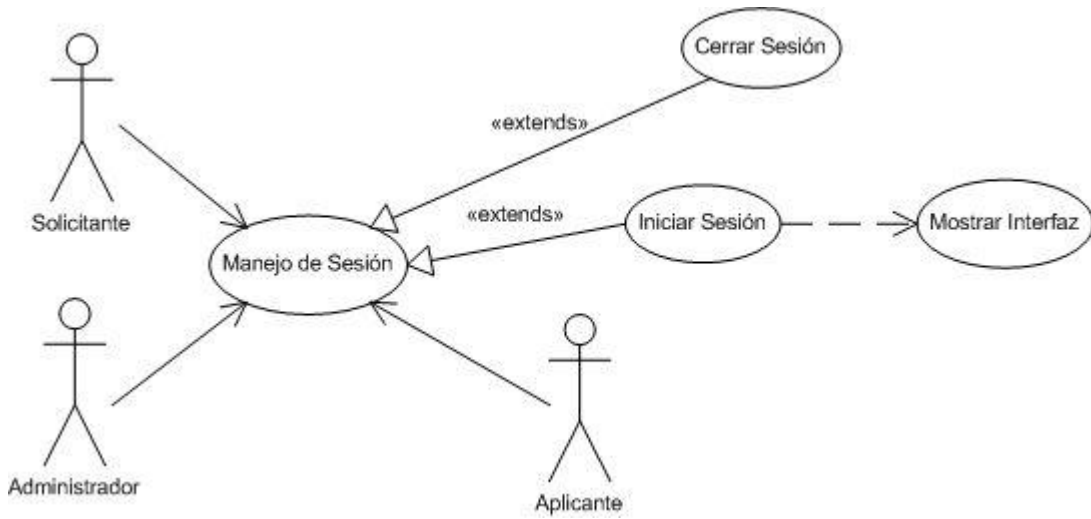 Cerrar Sesión
«extends»
Solicitante
«extends»
Iniciar Sesión
Mostrar Interfaz
Manejo de Sesión
Administrador
Aplicante